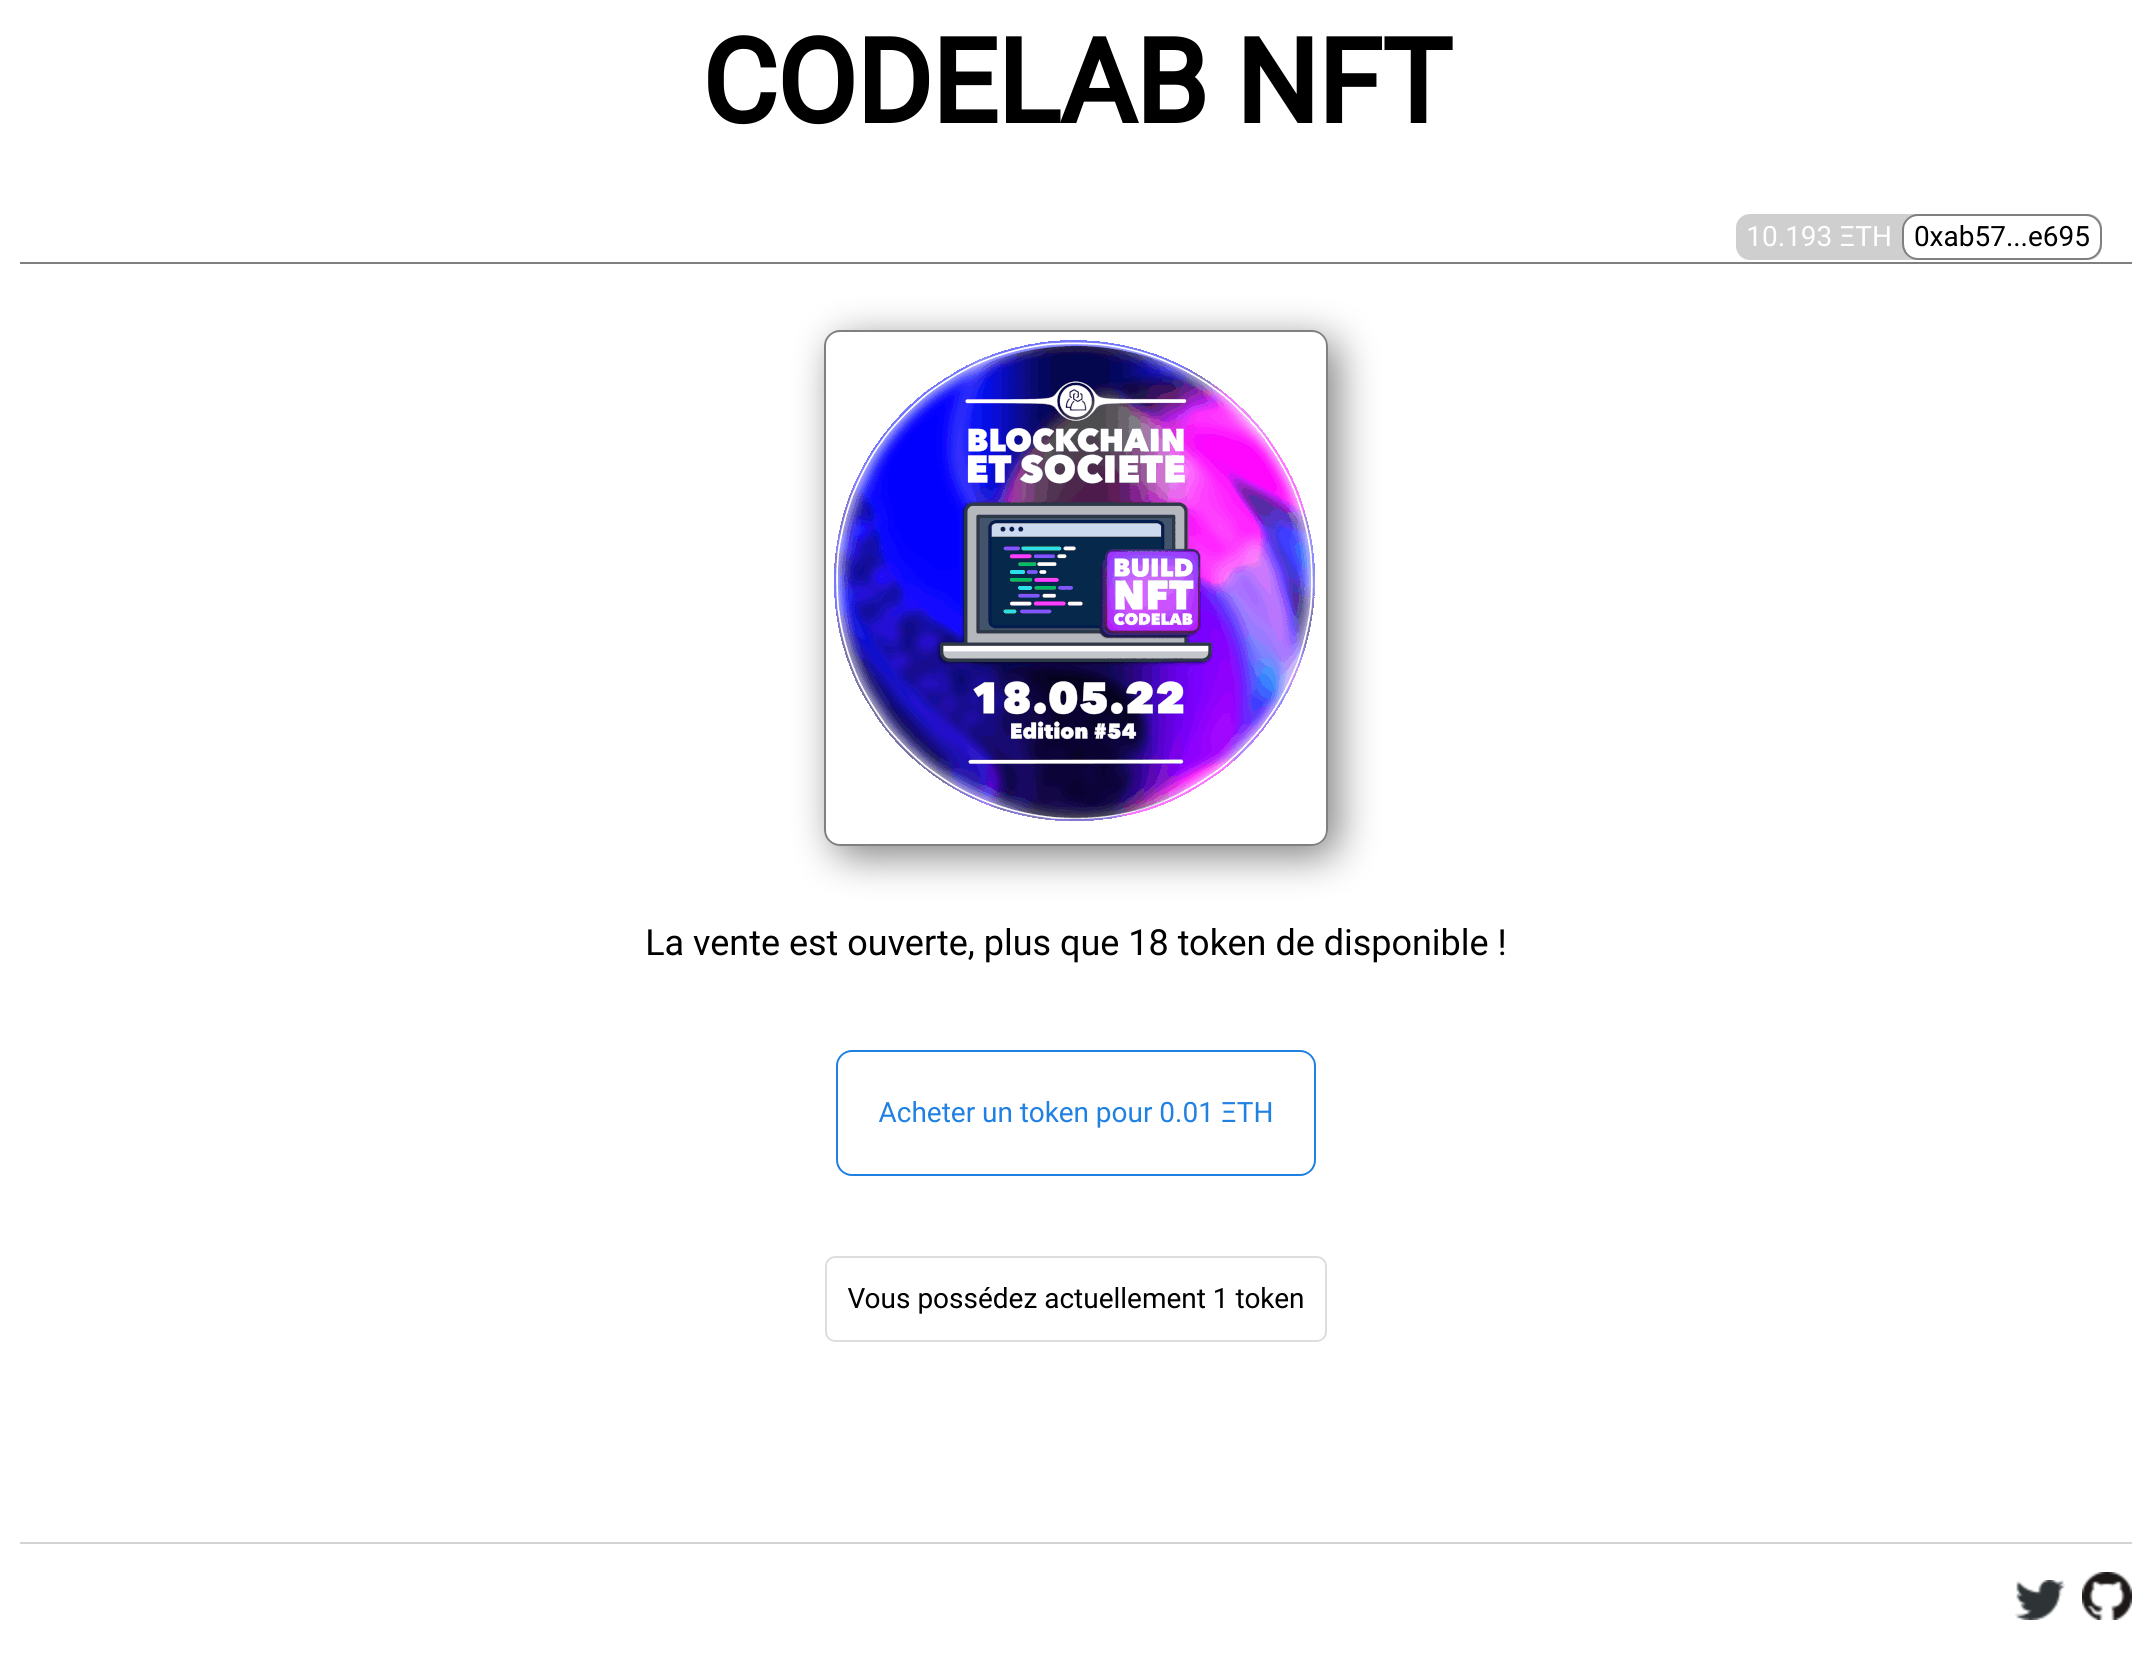 CODELAB NFT
10.193 ΞTH 0xab57...e695
BLOCKCHAIN
ET SOCIETE
BUILD
NFT
CODELAB
18.05.22
Edition #54
La vente est ouverte, plus que 18 token de disponible !
Acheter un token pour 0.01 ΞTH
Vous possédez actuellement 1 token